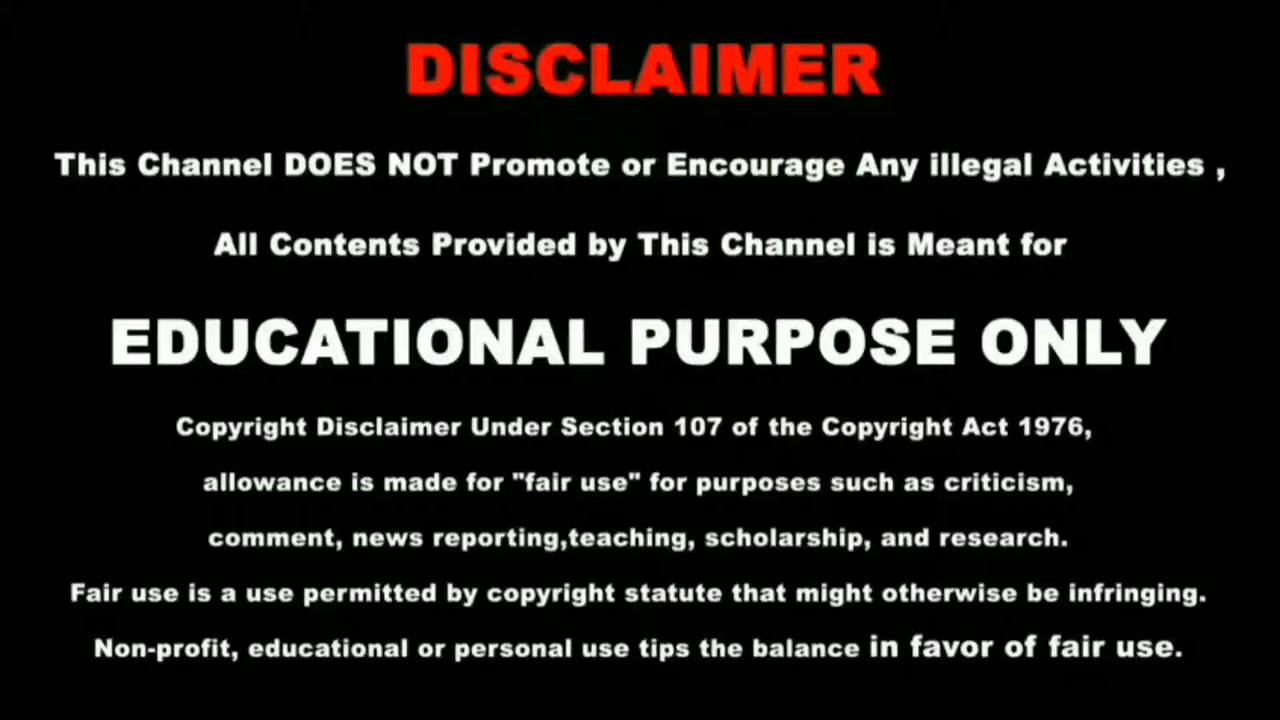 DISCLAIMER
This Channel DOES NOT Promote or Encourage Any illegal Activities ,
All Contents Provided by This Channel is Meant for
EDUCATIONAL PURPOSE ONLY
Copyright Disclaimer Under Section 107 of the Copyright Act 1976,
allowance is made for "fair use" for purposes such as criticism,
comment, news reporting,teaching, scholarship, and research.
Fair use is a use permitted by copyright statute that might otherwise be infringing.
Non-profit, educational or personal use tips the balance in favor of fair use.